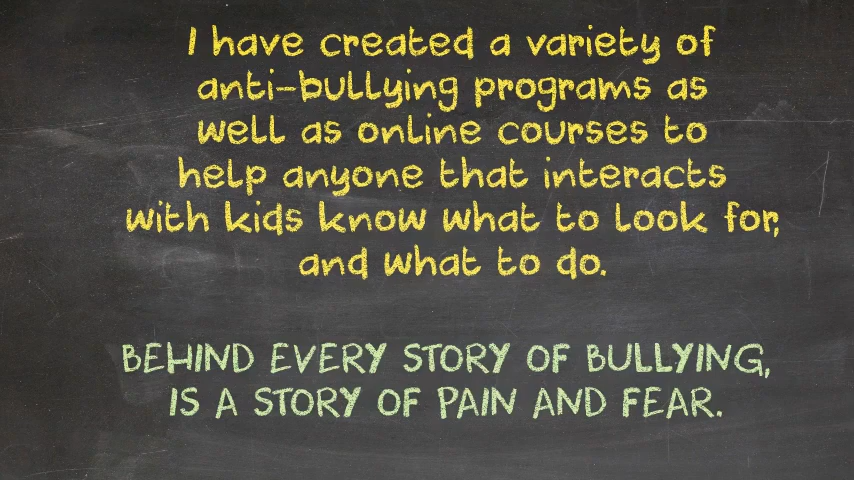 I have created a variety of
anti-bullying programs as
well as online courses to
help anyone that interacts
with kids know what to look for,
and what to do.
BEHIND EVERY STORY OF BULLYING,
IS A STORY OF PAIN AND FEAR.